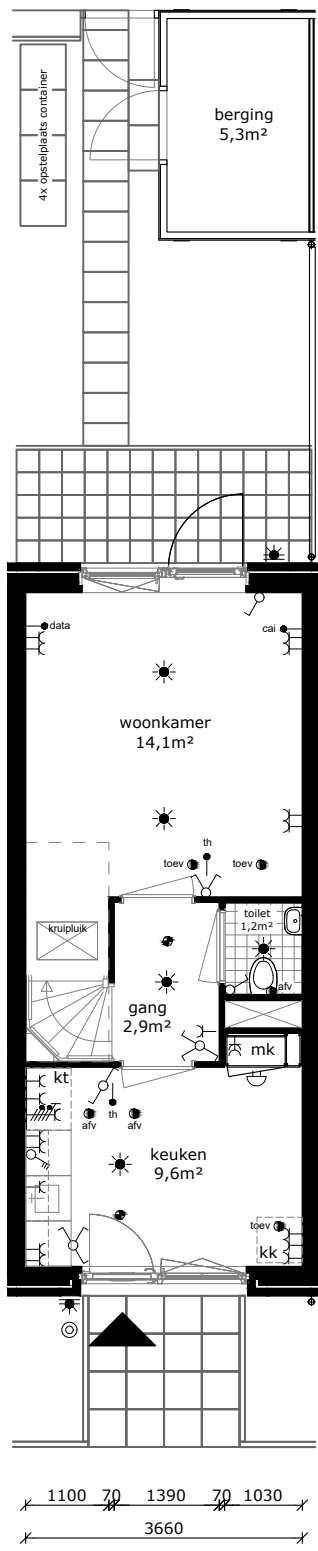 4x opstelplaats container
berging
5,3m²
data
cai
woonkamer
14,1m²
th
toev
toev
toilet
1,2m²
kruipluik
afv
gang
2,9m²
mk
kt
th
afv
afv
keuken
9,6m²
toev
kk
1100 70 1390 70 1030
3660